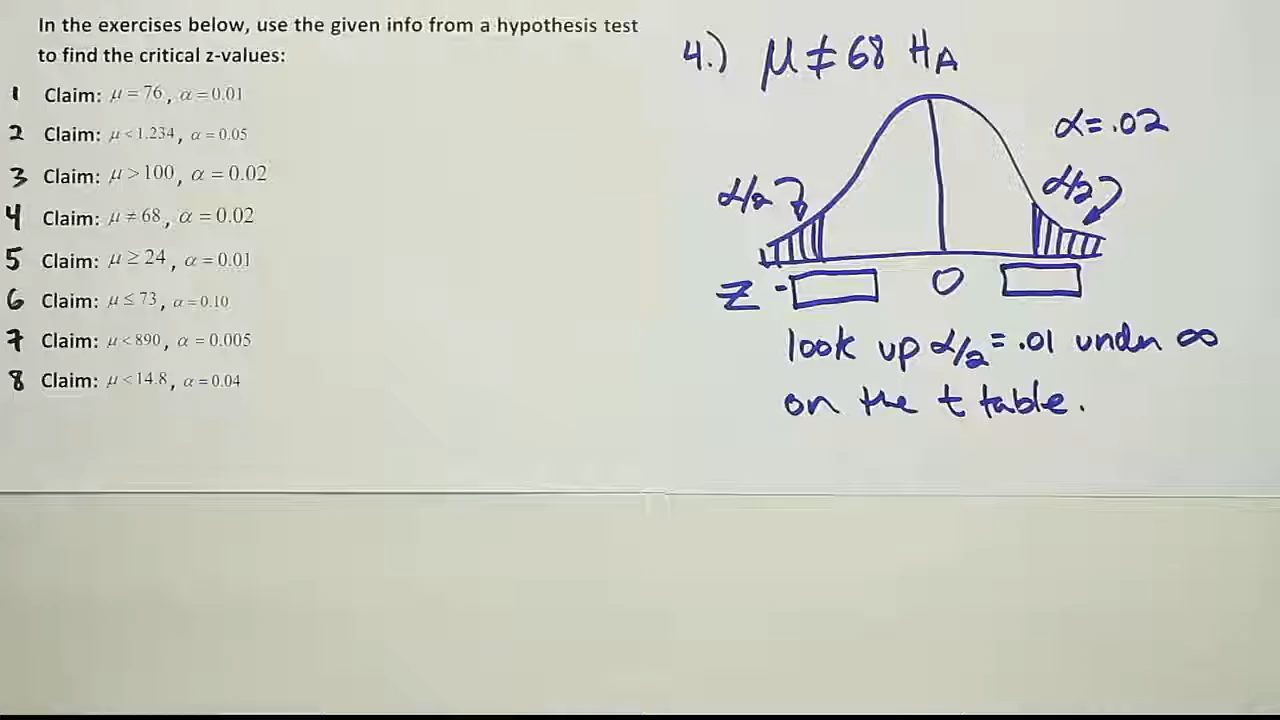 In the exercises below, use the given info from a hypothesis test
to find the critical z-values:
1 Claim: μ = 76, α = 0.01
2 Claim: μ < 1.234, α = 0.05
3 Claim: μ > 100, α = 0.02
4 Claim: μ ≠ 68, α = 0.02
5 Claim: μ ≥ 24, α = 0.01
6 Claim: μ ≤ 73, α = 0.10
7 Claim: μ < 890, α = 0.005
8 Claim: μ < 14.8, α = 0.04
4.) μ ≠ 68 HA
α = .02
α/2 α/2
Z - 0
look up α/2 = .01 under ∞
on the t table.